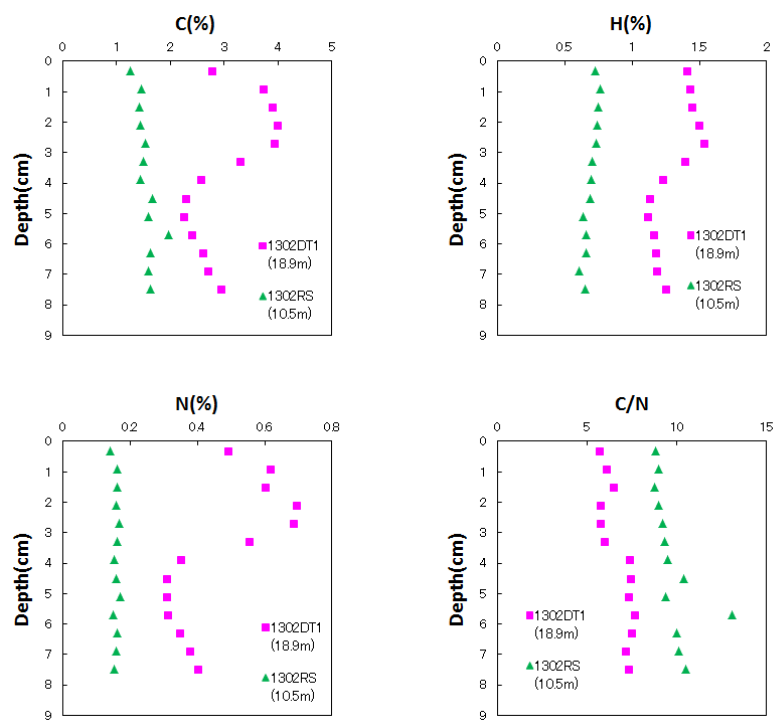 C(%)
0 1 2 3 4 5
0
1
2
3
4
5
6
7
8
9
Depth(cm)
1302DT1
(18.9m)
1302RS
(10.5m)
H(%)
0 0.5 1 1.5 2
0
1
2
3
4
5
6
7
8
9
Depth(cm)
1302DT1
(18.9m)
1302RS
(10.5m)
N(%)
0 0.2 0.4 0.6 0.8
0
1
2
3
4
5
6
7
8
9
Depth(cm)
1302DT1
(18.9m)
1302RS
(10.5m)
C/N
0 5 10 15
0
1
2
3
4
5
6
7
8
9
Depth(cm)
1302DT1
(18.9m)
1302RS
(10.5m)